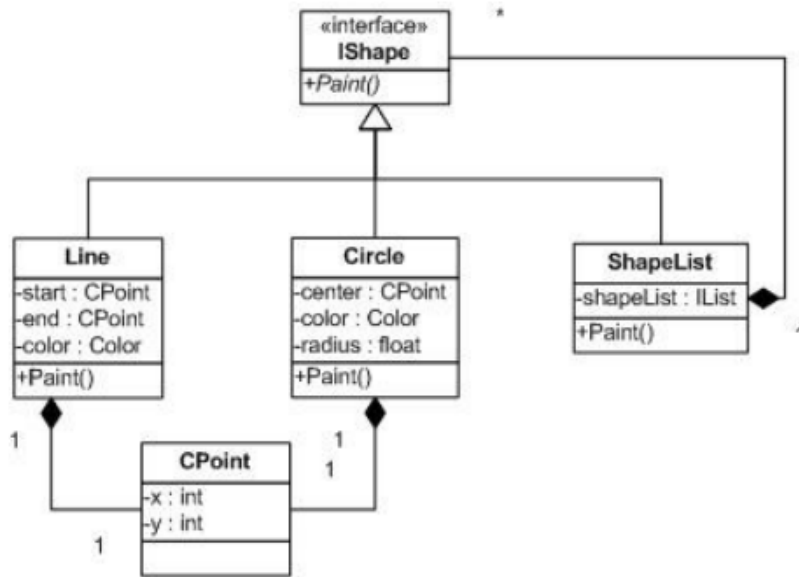 *
«interface»
IShape
+Paint()
Line
-start : CPoint
-end : CPoint
-color : Color
+Paint()
Circle
-center : CPoint
-color : Color
-radius : float
+Paint()
ShapeList
-shapeList : IList
+Paint()
1
1
1
CPoint
-x : int
-y : int
1